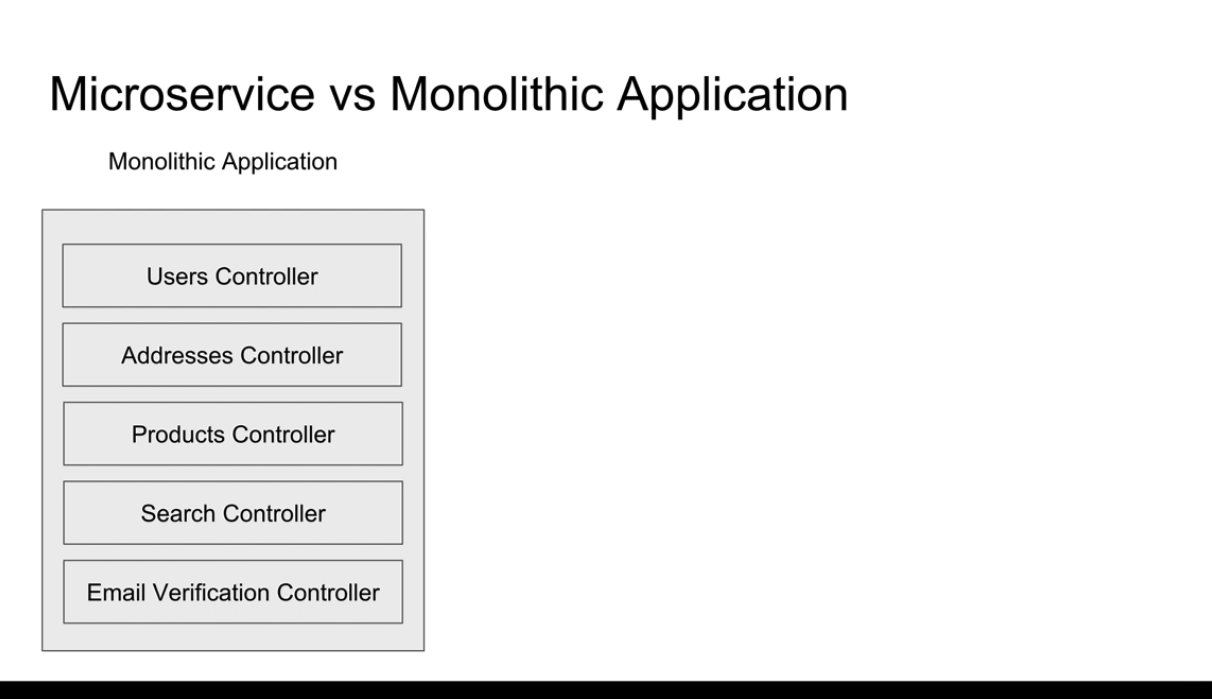 Microservice vs Monolithic Application
Monolithic Application
Users Controller
Addresses Controller
Products Controller
Search Controller
Email Verification Controller